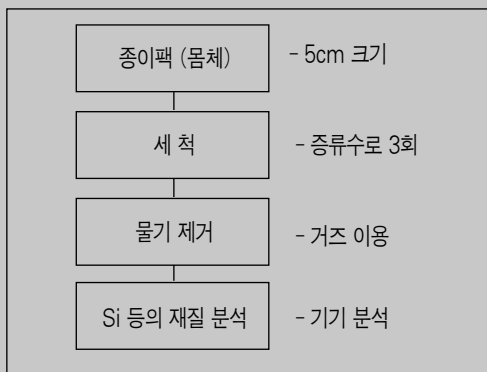 종이팩 (몸체) - 5cm 크기
세 척 - 증류수로 3회
물기 제거 - 거즈 이용
Si 등의 재질 분석 - 기기 분석